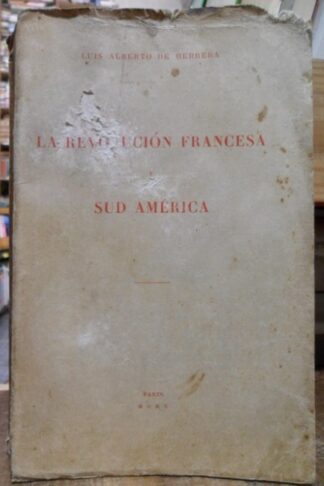 LUIS ALBERTO DE HERRERA
LA REVOLUCIÓN FRANCESA
SUD AMÉRICA
PARIS